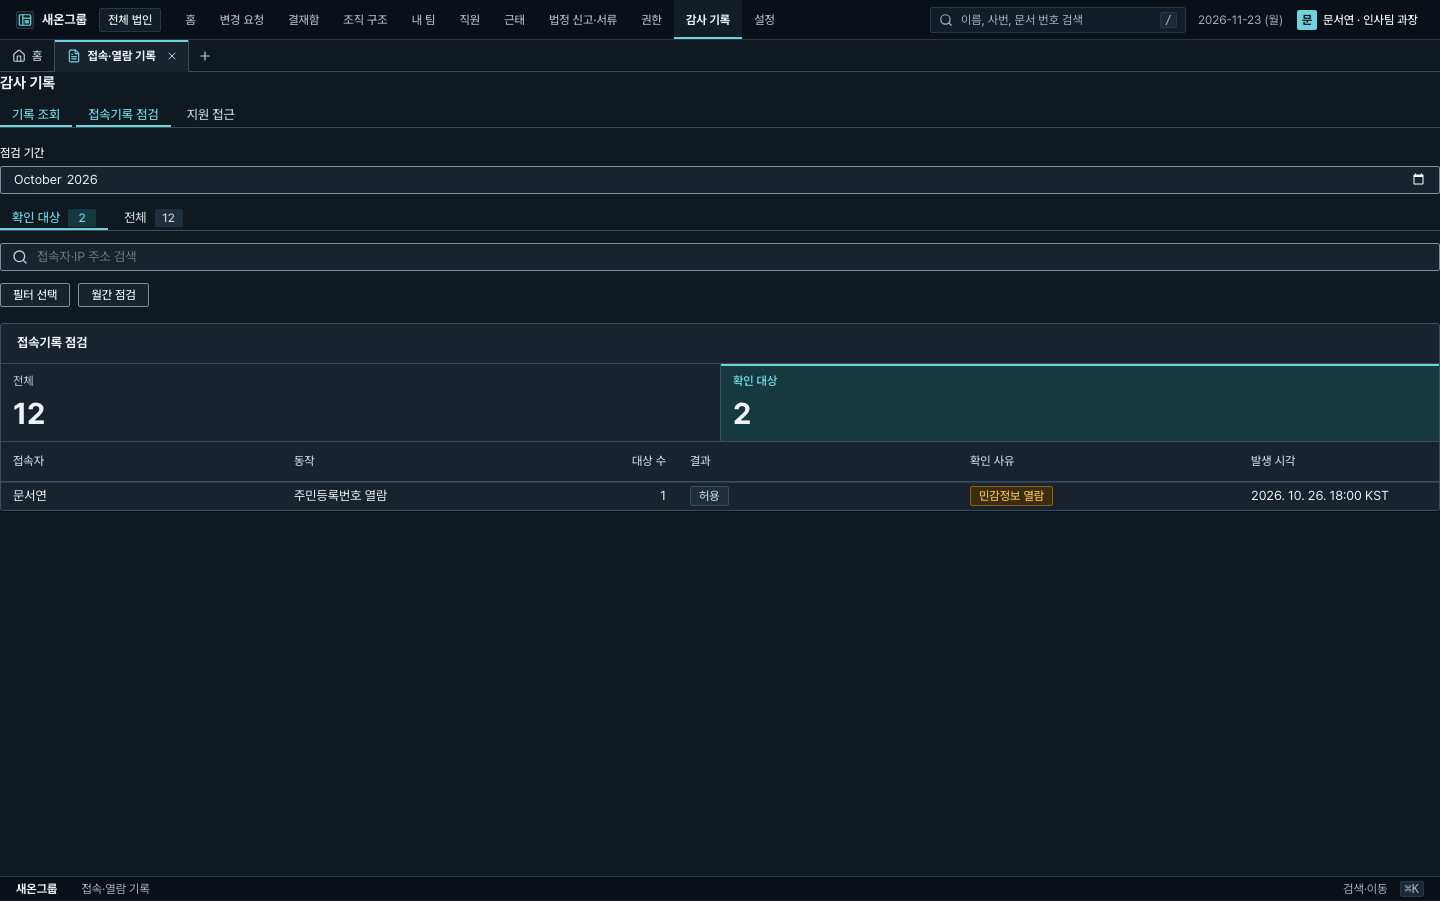 새온그룹 전체 법인 홈 변경 요청 결재함 조직 구조 내 팀 직원 근태 법정 신고·서류 권한 감사 기록 설정 이름, 사번, 문서 번호 검색 / 2026-11-23 (월) 문 문서연 · 인사팀 과장
홈 접속·열람 기록
감사 기록
기록 조회 접속기록 점검 지원 접근
점검 기간
October 2026
확인 대상 2 전체 12
접속자·IP 주소 검색
필터 선택 월간 점검
접속기록 점검
전체 확인 대상
12 2
접속자 동작 대상 수 결과 확인 사유 발생 시각
문서연 주민등록번호 열람 1 허용 민감정보 열람 2026. 10. 26. 18:00 KST
새온그룹 접속·열람 기록 검색·이동 ⌘K